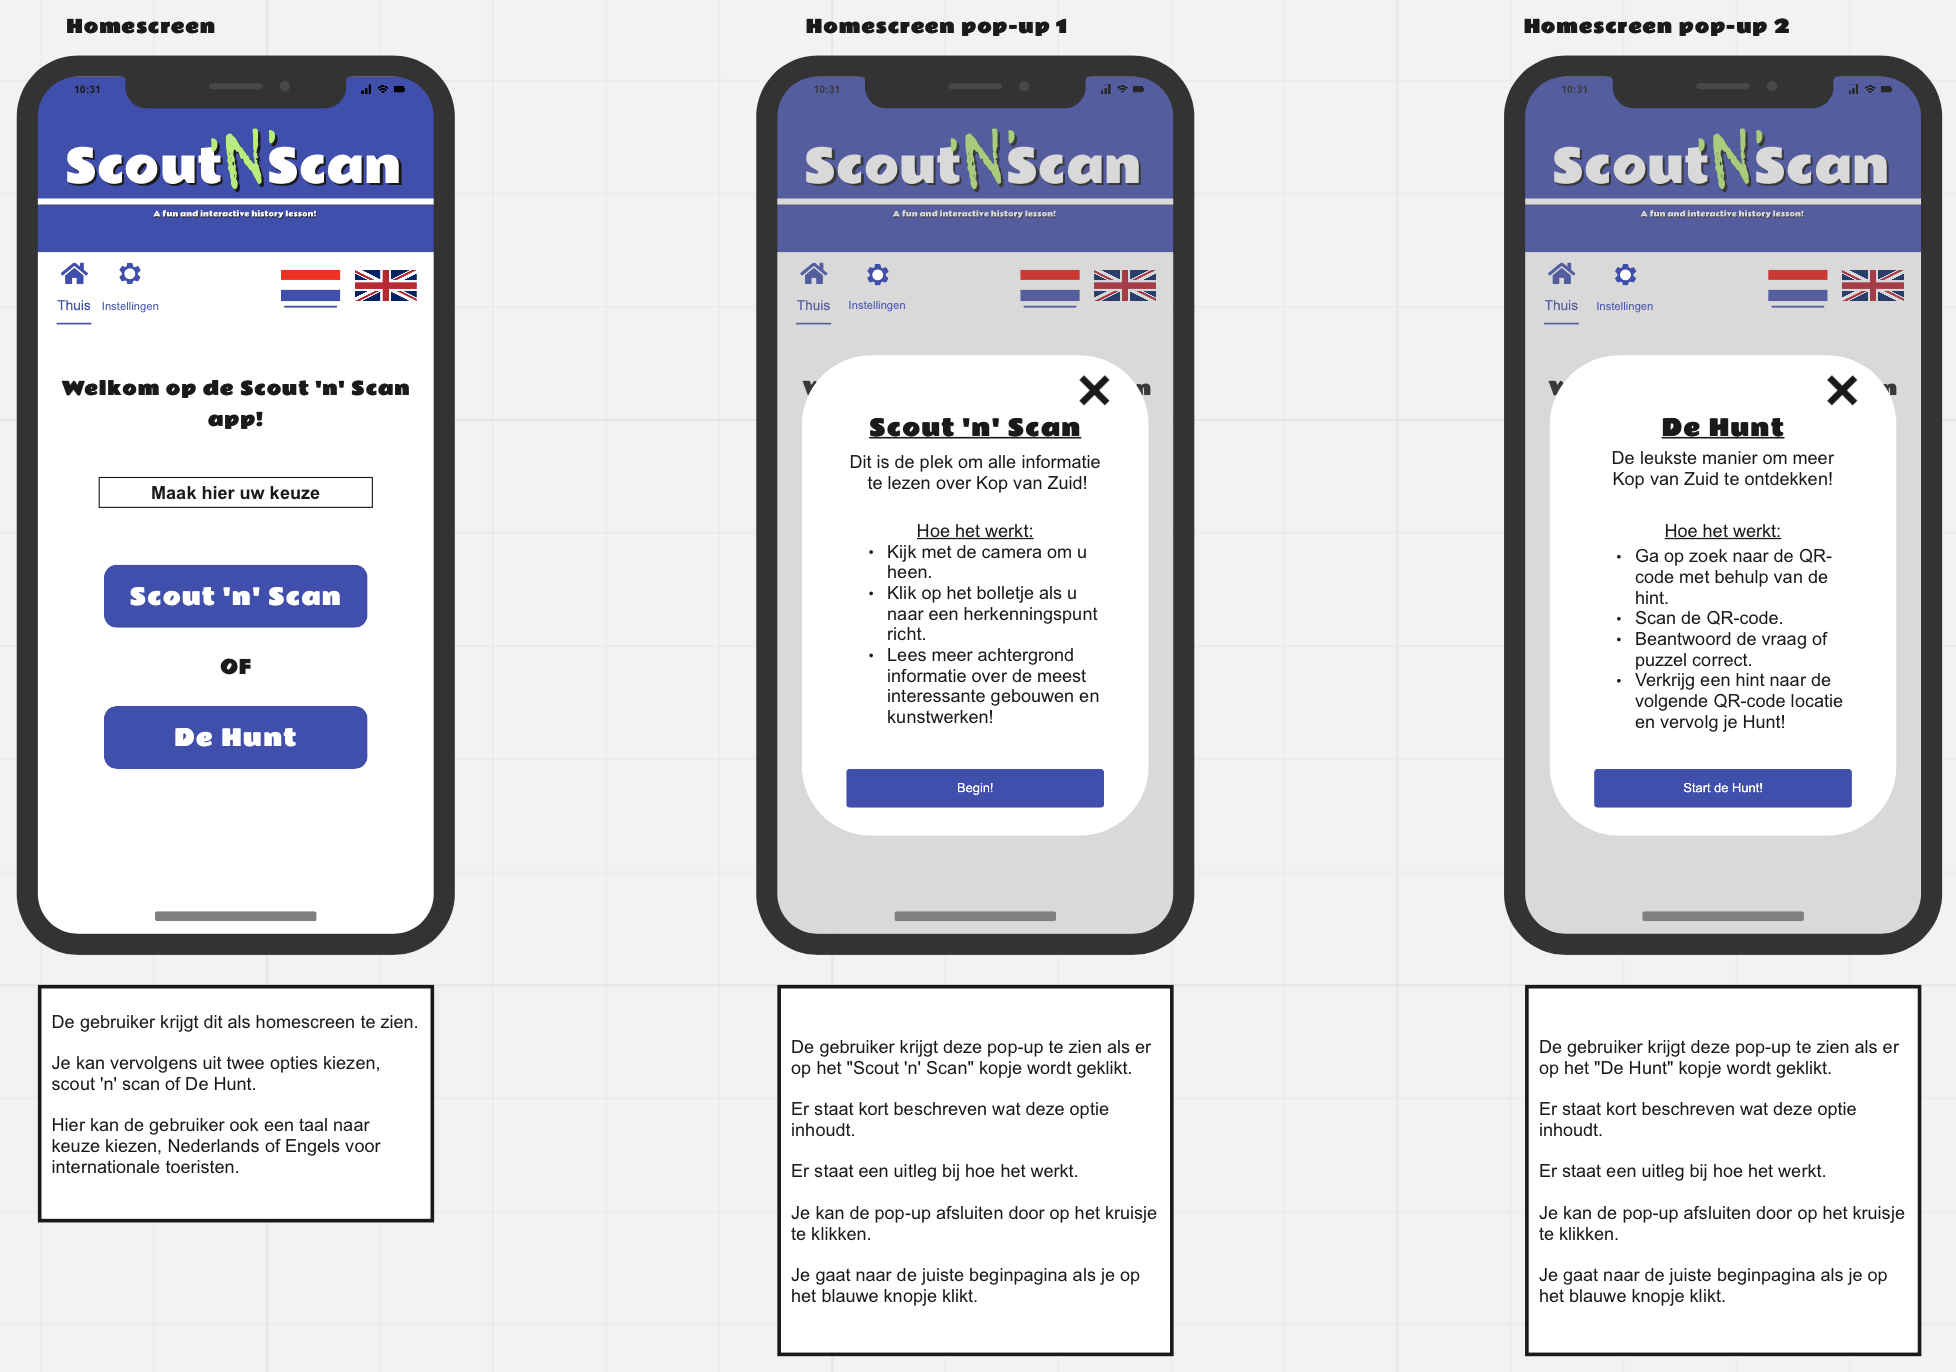 Homescreen
10:31
Scout'N'Scan
A fun and interactive history lesson!
Thuis
Instellingen
Welkom op de Scout 'n' Scan
app!
Maak hier uw keuze
Scout 'n' Scan
OF
De Hunt
De gebruiker krijgt dit als homescreen te zien.
Je kan vervolgens uit twee opties kiezen,
scout 'n' scan of De Hunt.
Hier kan de gebruiker ook een taal naar
keuze kiezen, Nederlands of Engels voor
internationale toeristen.
Homescreen pop-up 1
10:31
Scout'N'Scan
A fun and interactive history lesson!
Thuis
Instellingen
Scout 'n' Scan
Dit is de plek om alle informatie
te lezen over Kop van Zuid!
Hoe het werkt:
• Kijk met de camera om u
heen.
• Klik op het bolletje als u
naar een herkenningspunt
richt.
• Lees meer achtergrond
informatie over de meest
interessante gebouwen en
kunstwerken!
Begin!
De gebruiker krijgt deze pop-up te zien als er
op het "Scout 'n' Scan" kopje wordt geklikt.
Er staat kort beschreven wat deze optie
inhoudt.
Er staat een uitleg bij hoe het werkt.
Je kan de pop-up afsluiten door op het kruisje
te klikken.
Je gaat naar de juiste beginpagina als je op
het blauwe knopje klikt.
Homescreen pop-up 2
10:31
Scout'N'Scan
A fun and interactive history lesson!
Thuis
Instellingen
De Hunt
De leukste manier om meer
Kop van Zuid te ontdekken!
Hoe het werkt:
• Ga op zoek naar de QR-
code met behulp van de
hint.
• Scan de QR-code.
• Beantwoord de vraag of
puzzel correct.
• Verkrijg een hint naar de
volgende QR-code locatie
en vervolg je Hunt!
Start de Hunt!
De gebruiker krijgt deze pop-up te zien als er
op het "De Hunt" kopje wordt geklikt.
Er staat kort beschreven wat deze optie
inhoudt.
Er staat een uitleg bij hoe het werkt.
Je kan de pop-up afsluiten door op het kruisje
te klikken.
Je gaat naar de juiste beginpagina als je op
het blauwe knopje klikt.